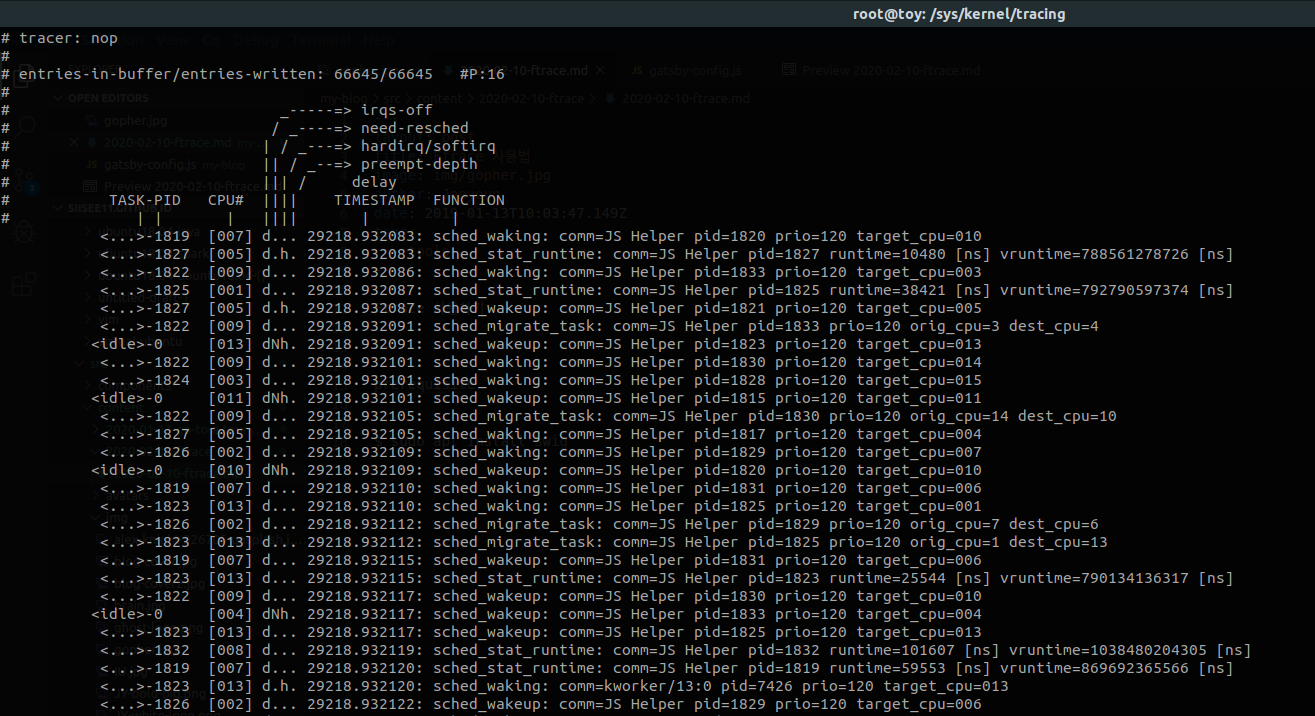 root@toy: /sys/kernel/tracing
# tracer: nop
#
# entries-in-buffer/entries-written: 66645/66645   #P:16
#
#                              _-----=> irqs-off
#                             / _----=> need-resched
#                            | / _---=> hardirq/softirq
#                            || / _--=> preempt-depth
#                            ||| /     delay
#           TASK-PID   CPU#  ||||    TIMESTAMP  FUNCTION
#              | |       |   ||||       |         |
           <...>-1819  [007] d... 29218.932083: sched_waking: comm=JS Helper pid=1820 prio=120 target_cpu=010
           <...>-1827  [005] d.h. 29218.932083: sched_stat_runtime: comm=JS Helper pid=1827 runtime=10480 [ns] vruntime=788561278726 [ns]
           <...>-1822  [009] d... 29218.932086: sched_waking: comm=JS Helper pid=1833 prio=120 target_cpu=003
           <...>-1825  [001] d... 29218.932087: sched_stat_runtime: comm=JS Helper pid=1825 runtime=38421 [ns] vruntime=792790597374 [ns]
           <...>-1827  [005] d.h. 29218.932087: sched_wakeup: comm=JS Helper pid=1821 prio=120 target_cpu=005
           <...>-1822  [009] d... 29218.932091: sched_migrate_task: comm=JS Helper pid=1833 prio=120 orig_cpu=3 dest_cpu=4
          <idle>-0     [013] dNh. 29218.932091: sched_wakeup: comm=JS Helper pid=1823 prio=120 target_cpu=013
           <...>-1822  [009] d... 29218.932101: sched_waking: comm=JS Helper pid=1830 prio=120 target_cpu=014
           <...>-1824  [003] d... 29218.932101: sched_waking: comm=JS Helper pid=1828 prio=120 target_cpu=015
          <idle>-0     [011] dNh. 29218.932101: sched_wakeup: comm=JS Helper pid=1815 prio=120 target_cpu=011
           <...>-1822  [009] d... 29218.932105: sched_migrate_task: comm=JS Helper pid=1830 prio=120 orig_cpu=14 dest_cpu=10
           <...>-1827  [005] d... 29218.932105: sched_waking: comm=JS Helper pid=1817 prio=120 target_cpu=004
           <...>-1826  [002] d... 29218.932109: sched_waking: comm=JS Helper pid=1829 prio=120 target_cpu=007
          <idle>-0     [010] dNh. 29218.932109: sched_wakeup: comm=JS Helper pid=1820 prio=120 target_cpu=010
           <...>-1819  [007] d... 29218.932110: sched_waking: comm=JS Helper pid=1831 prio=120 target_cpu=006
           <...>-1823  [013] d... 29218.932110: sched_waking: comm=JS Helper pid=1825 prio=120 target_cpu=001
           <...>-1826  [002] d... 29218.932112: sched_migrate_task: comm=JS Helper pid=1829 prio=120 orig_cpu=7 dest_cpu=6
           <...>-1823  [013] d... 29218.932112: sched_migrate_task: comm=JS Helper pid=1825 prio=120 orig_cpu=1 dest_cpu=13
           <...>-1819  [007] d... 29218.932115: sched_wakeup: comm=JS Helper pid=1831 prio=120 target_cpu=006
           <...>-1823  [013] d... 29218.932115: sched_stat_runtime: comm=JS Helper pid=1823 runtime=25544 [ns] vruntime=790134136317 [ns]
           <...>-1822  [009] d... 29218.932117: sched_waking: comm=JS Helper pid=1830 prio=120 target_cpu=010
          <idle>-0     [004] dNh. 29218.932117: sched_wakeup: comm=JS Helper pid=1833 prio=120 target_cpu=004
           <...>-1823  [013] d... 29218.932117: sched_wakeup: comm=JS Helper pid=1825 prio=120 target_cpu=013
           <...>-1832  [008] d... 29218.932119: sched_stat_runtime: comm=JS Helper pid=1832 runtime=101607 [ns] vruntime=1038480204305 [ns]
           <...>-1819  [007] d... 29218.932120: sched_stat_runtime: comm=JS Helper pid=1819 runtime=59553 [ns] vruntime=869692365566 [ns]
           <...>-1823  [013] d.h. 29218.932120: sched_waking: comm=kworker/13:0 pid=7426 prio=120 target_cpu=013
           <...>-1826  [002] d... 29218.932122: sched_wakeup: comm=JS Helper pid=1829 prio=120 target_cpu=006